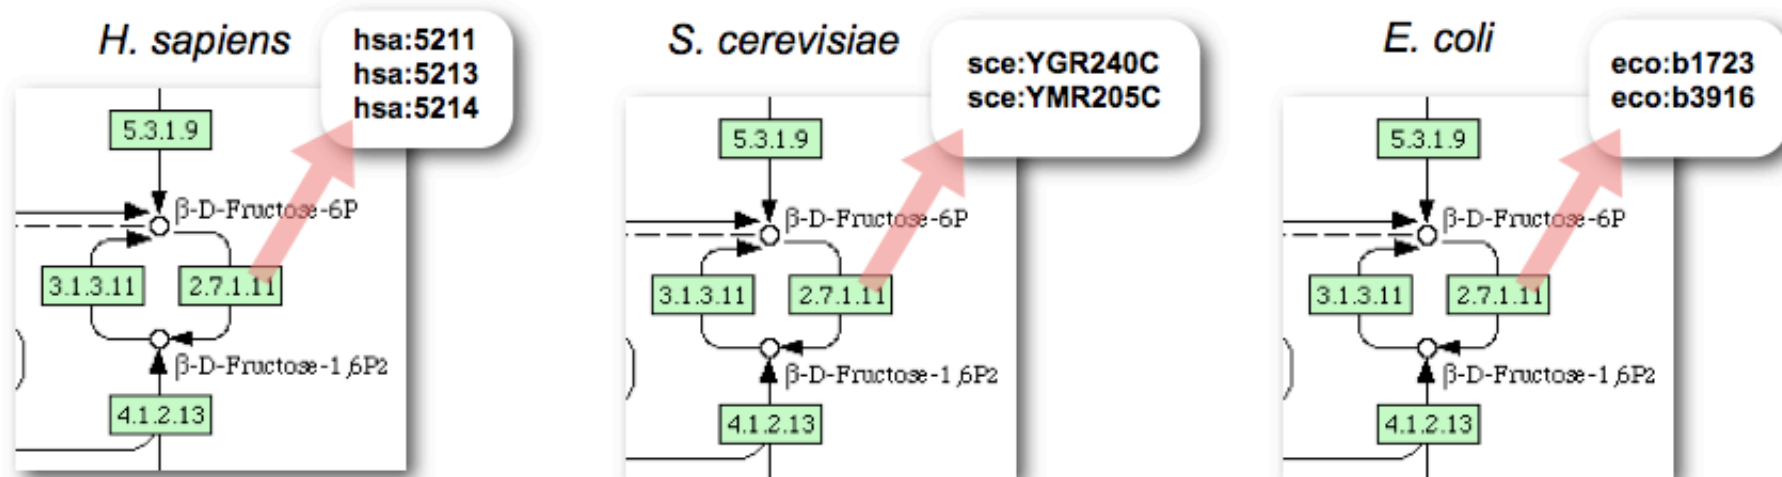 H. sapiens
hsa:5211
hsa:5213
hsa:5214
5.3.1.9
β-D-Fructose-6P
3.1.3.11
2.7.1.11
β-D-Fructose-1,6P2
4.1.2.13
S. cerevisiae
sce:YGR240C
sce:YMR205C
5.3.1.9
β-D-Fructose-6P
3.1.3.11
2.7.1.11
β-D-Fructose-1,6P2
4.1.2.13
E. coli
eco:b1723
eco:b3916
5.3.1.9
β-D-Fructose-6P
3.1.3.11
2.7.1.11
β-D-Fructose-1,6P2
4.1.2.13